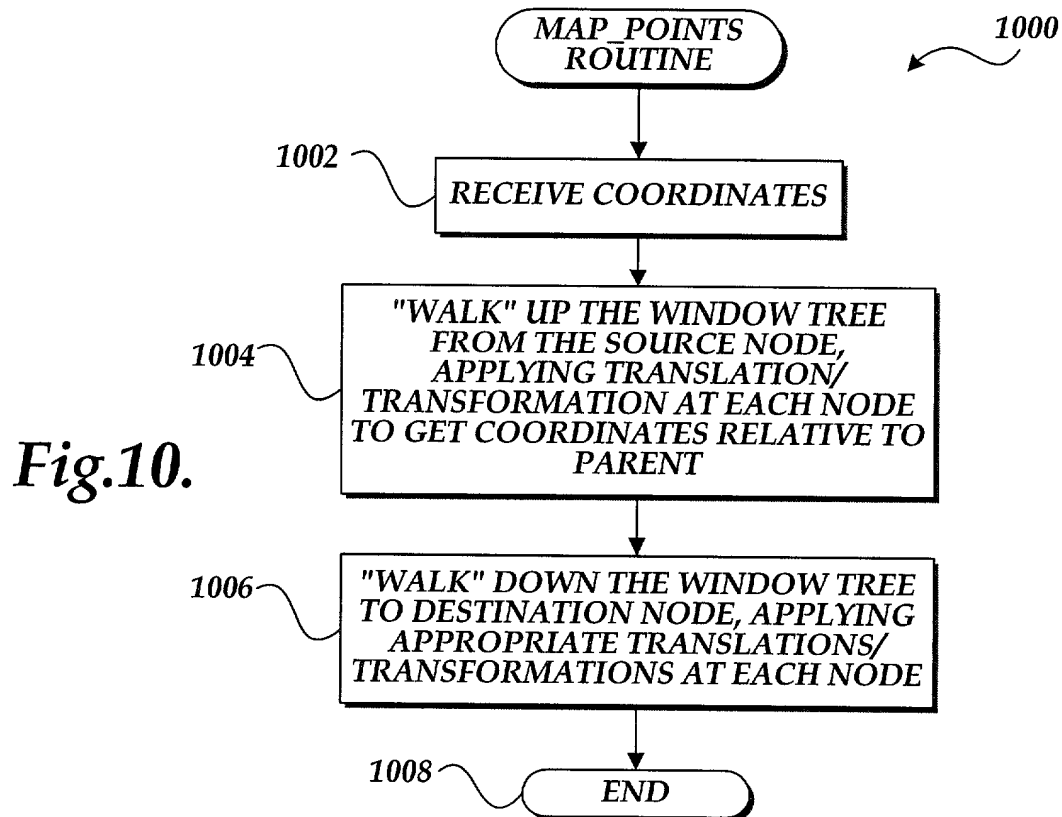 MAP_POINTS
ROUTINE
1000
1002
RECEIVE COORDINATES
1004
"WALK" UP THE WINDOW TREE
FROM THE SOURCE NODE,
APPLYING TRANSLATION/
TRANSFORMATION AT EACH NODE
TO GET COORDINATES RELATIVE TO
PARENT
Fig.10.
1006
"WALK" DOWN THE WINDOW TREE
TO DESTINATION NODE, APPLYING
APPROPRIATE TRANSLATIONS/
TRANSFORMATIONS AT EACH NODE
1008
END